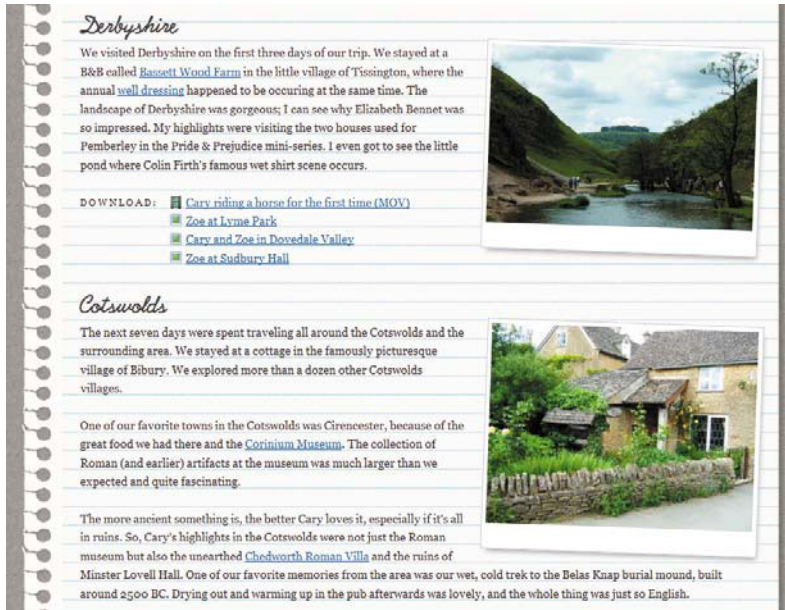 Derbyshire
We visited Derbyshire on the first three days of our trip. We stayed at a
B&B called Bassett Wood Farm in the little village of Tissington, where the
annual well dressing happened to be occuring at the same time. The
landscape of Derbyshire was gorgeous; I can see why Elizabeth Bennet was
so impressed. My highlights were visiting the two houses used for
Pemberley in the Pride & Prejudice mini-series. I even got to see the little
pond where Colin Firth's famous wet shirt scene occurs.
DOWNLOAD: Cary riding a horse for the first time (MOV)
Zoe at Lyme Park
Cary and Zoe in Dovedale Valley
Zoe at Sudbury Hall
Cotswolds
The next seven days were spent traveling all around the Cotswolds and the
surrounding area. We stayed at a cottage in the famously picturesque
village of Bibury. We explored more than a dozen other Cotswolds
villages.
One of our favorite towns in the Cotswolds was Cirencester, because of the
great food we had there and the Corinium Museum. The collection of
Roman (and earlier) artifacts at the museum was much larger than we
expected and quite fascinating.
The more ancient something is, the better Cary loves it, especially if it's all
in ruins. So, Cary's highlights in the Cotswolds were not just the Roman
museum but also the unearthed Chedworth Roman Villa and the ruins of
Minster Lovell Hall. One of our favorite memories from the area was our wet, cold trek to the Belas Knap burial mound, built
around 2500 BC. Drying out and warming up in the pub afterwards was lovely, and the whole thing was just so English.